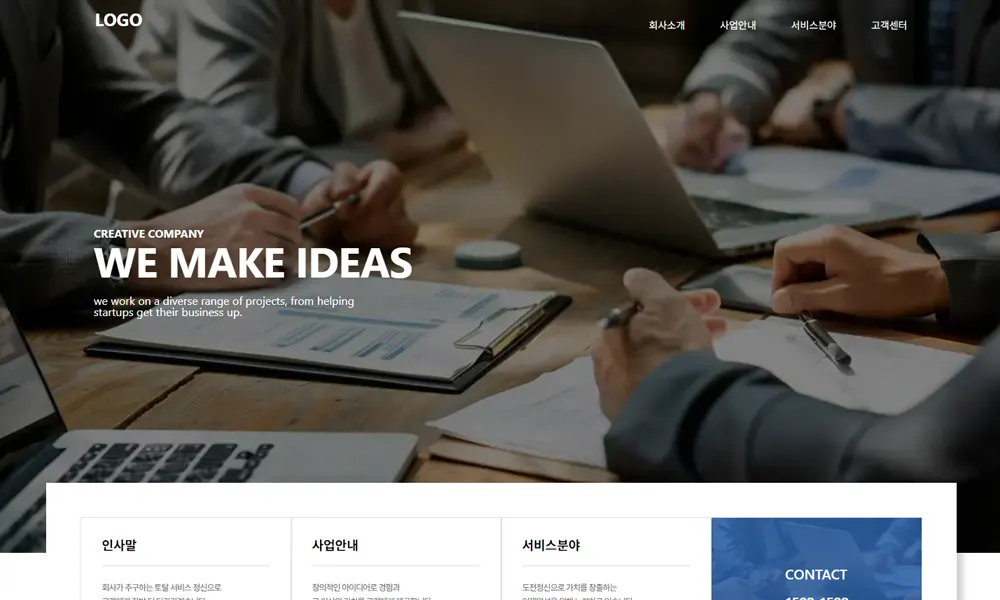 LOGO
회사소개 사업안내 서비스분야 고객센터
CREATIVE COMPANY
WE MAKE IDEAS
we work on a diverse range of projects, from helping
startups get their business up.
인사말
사업안내
서비스분야
회사가 추구하는 토탈 서비스 정신으로
창의적인 아이디어로 경험과
도전정신으로 가치를 창출하는
CONTACT